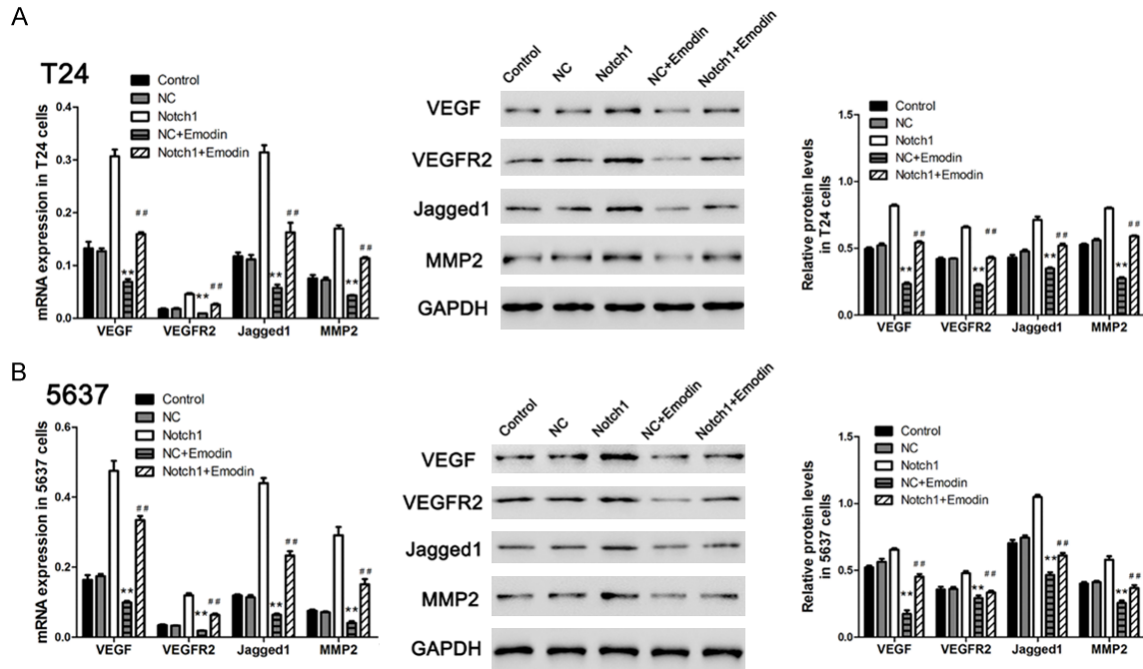 A
T24
Control
NC
Notch1
NC+Emodin
Notch1+Emodin
mRNA expression in T24 cells
0.4
0.3
0.2
0.1
0.0
** ## ** ## ** ## ** ##
VEGF VEGFR2 Jagged1 MMP2
Control NC Notch1 NC+Emodin Notch1+Emodin
VEGF
VEGFR2
Jagged1
MMP2
GAPDH
Control
NC
Notch1
NC+Emodin
Notch1+Emodin
Relative protein levels
in T24 cells
1.5
1.0
0.5
0.0
** ## ** ## ** ## ** ##
VEGF VEGFR2 Jagged1 MMP2
B
5637
Control
NC
Notch1
NC+Emodin
Notch1+Emodin
mRNA expression in 5637 cells
0.6
0.4
0.2
0.0
** ## ** ## ** ## ** ##
VEGF VEGFR2 Jagged1 MMP2
Control NC Notch1 NC+Emodin Notch1+Emodin
VEGF
VEGFR2
Jagged1
MMP2
GAPDH
Control
NC
Notch1
NC+Emodin
Notch1+Emodin
Relative protein levels
in 5637 cells
1.5
1.0
0.5
0.0
** ## ** ## ** ## ** ##
VEGF VEGFR2 Jagged1 MMP2